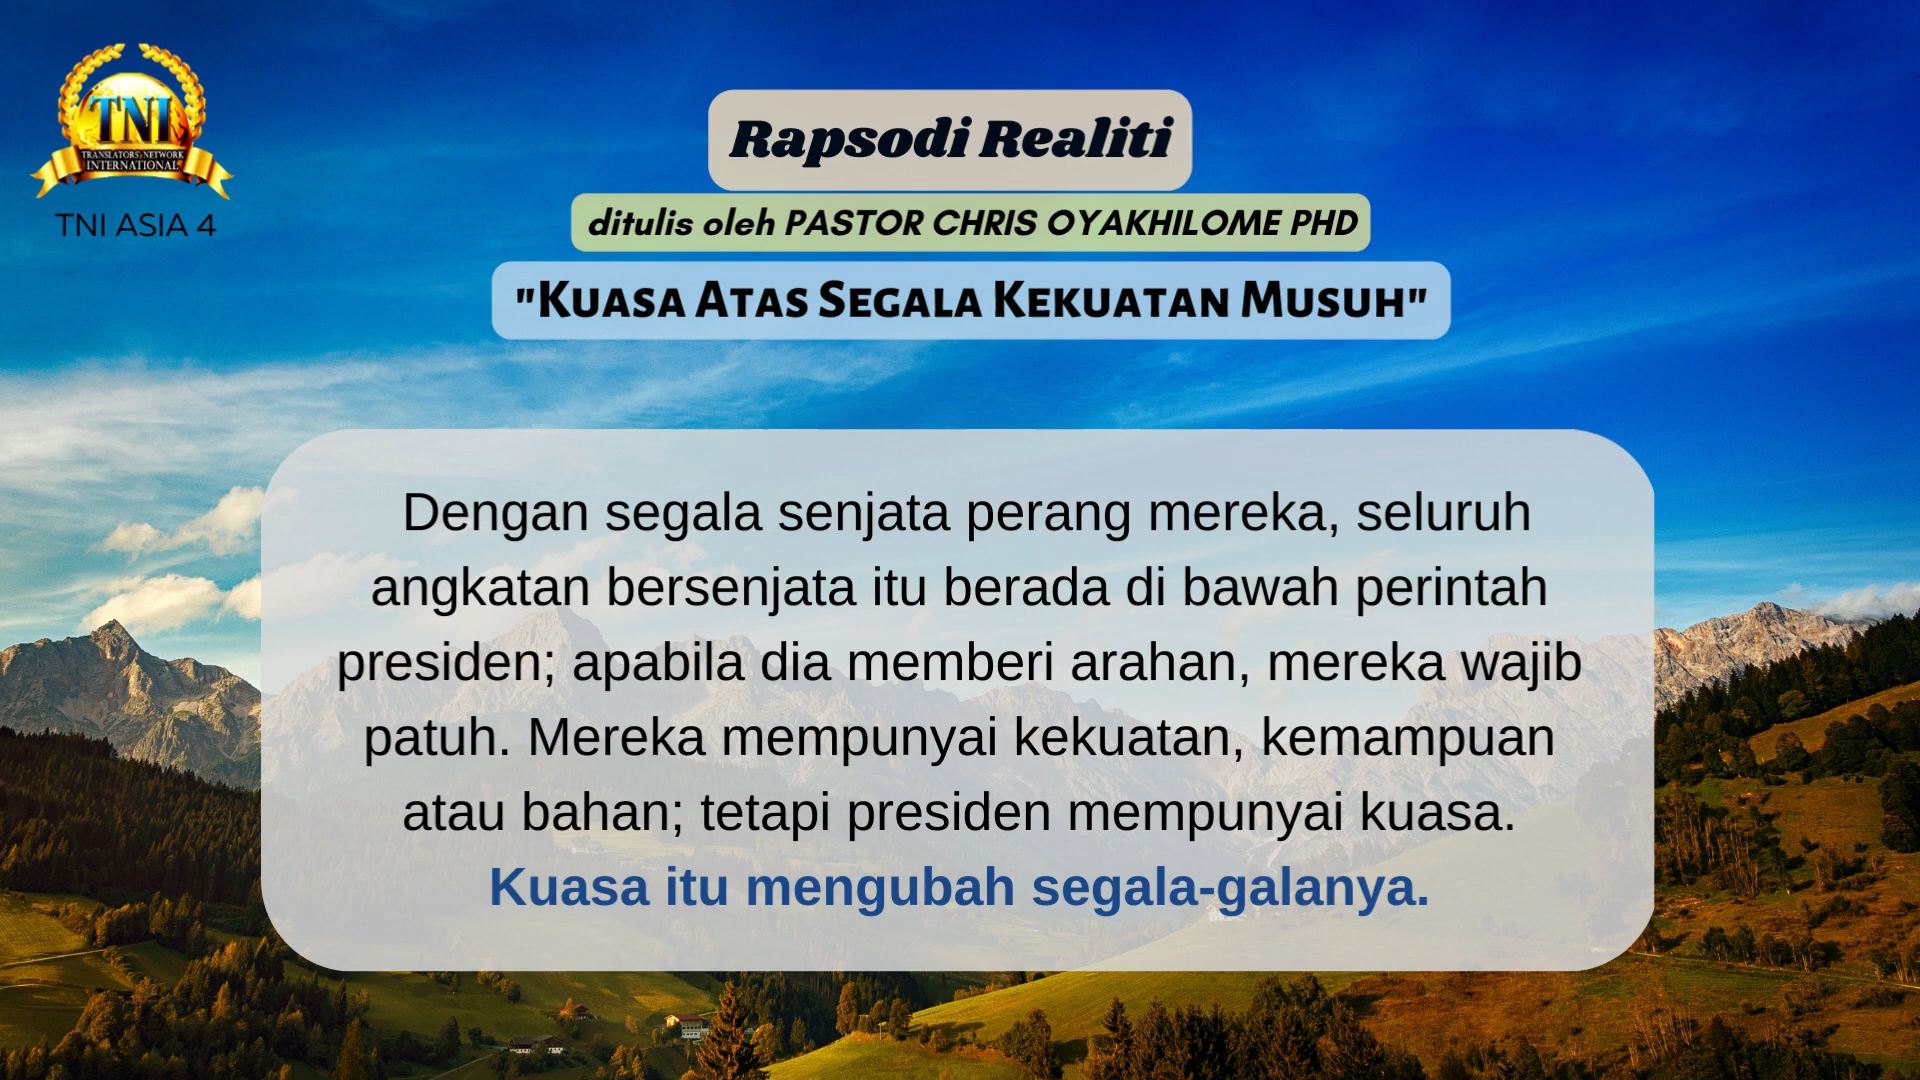 TNI
TRANSLATORS' NETWORK
INTERNATIONAL
TNI ASIA 4
Rapsodi Realiti
ditulis oleh PASTOR CHRIS OYAKHILOME PHD
"Kuasa Atas Segala Kekuatan Musuh"
Dengan segala senjata perang mereka, seluruh
angkatan bersenjata itu berada di bawah perintah
presiden; apabila dia memberi arahan, mereka wajib
patuh. Mereka mempunyai kekuatan, kemampuan
atau bahan; tetapi presiden mempunyai kuasa.
Kuasa itu mengubah segala-galanya.